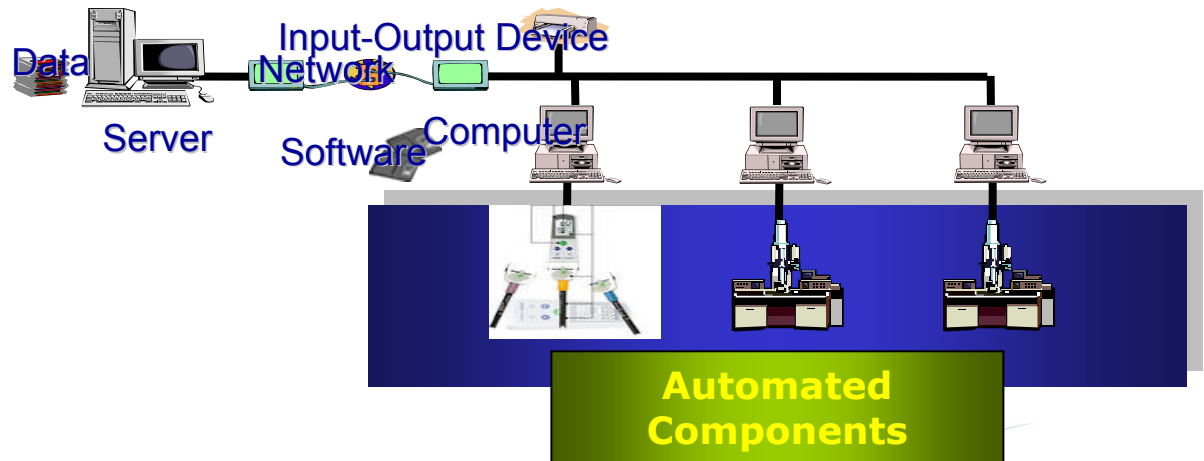 Input-Output Device
Data
Network
Server
Computer
Software
Automated
Components